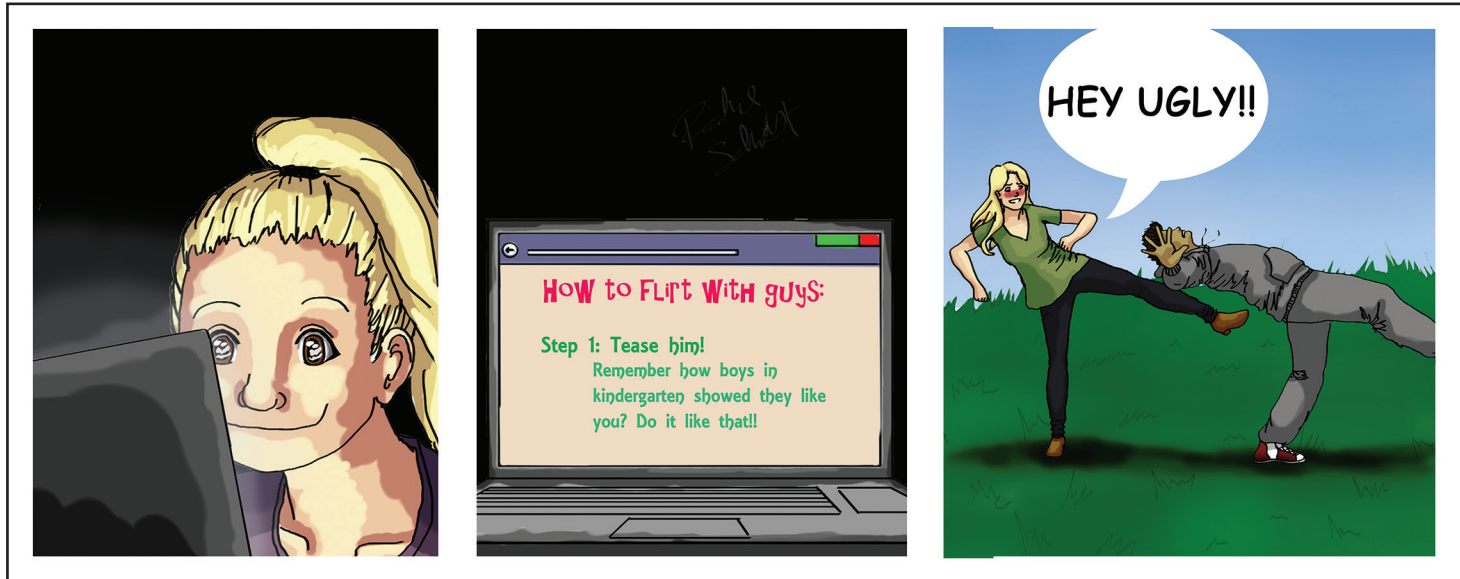 How to Flirt With guys:
Step 1: Tease him!
Remember how boys in
kindergarten showed they like
you? Do it like that!!
HEY UGLY!!